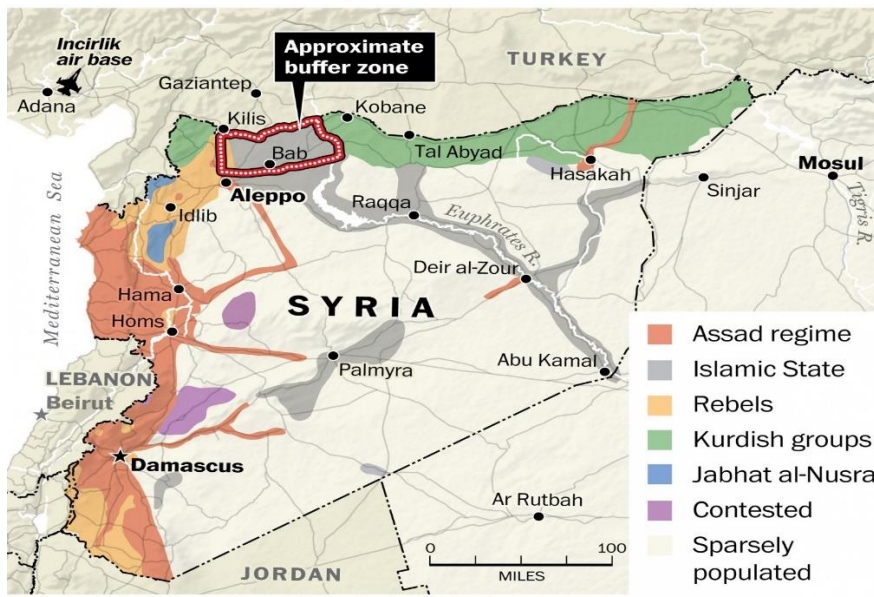 Incirlik
air base
Adana
Gaziantep
Approximate
buffer zone
TURKEY
Kilis
Kobane
Bab
Tal Abyad
Hasakah
Mosul
Sinjar
Tigris R.
Aleppo
Raqqa
Euphrates R.
Idlib
Mediterranean Sea
Deir al-Zour
Hama
SYRIA
Homs
Palmyra
Abu Kamal
LEBANON
Beirut
Damascus
Ar Rutbah
JORDAN
0 100
MILES
Assad regime
Islamic State
Rebels
Kurdish groups
Jabhat al-Nusra
Contested
Sparsely
populated